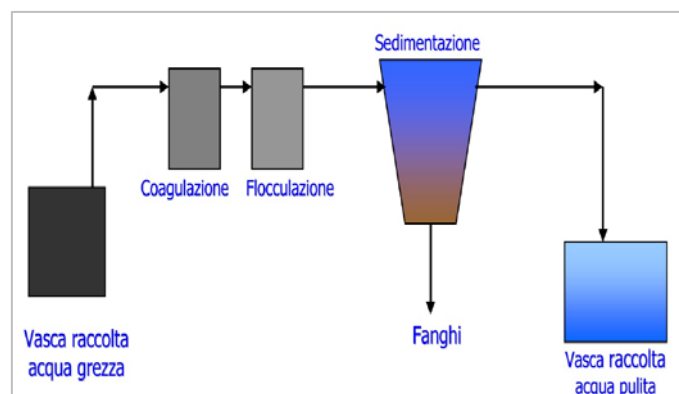 Sedimentazione
Coagulazione
Flocculazione
Vasca raccolta
acqua grezza
Fanghi
Vasca raccolta
acqua pulita